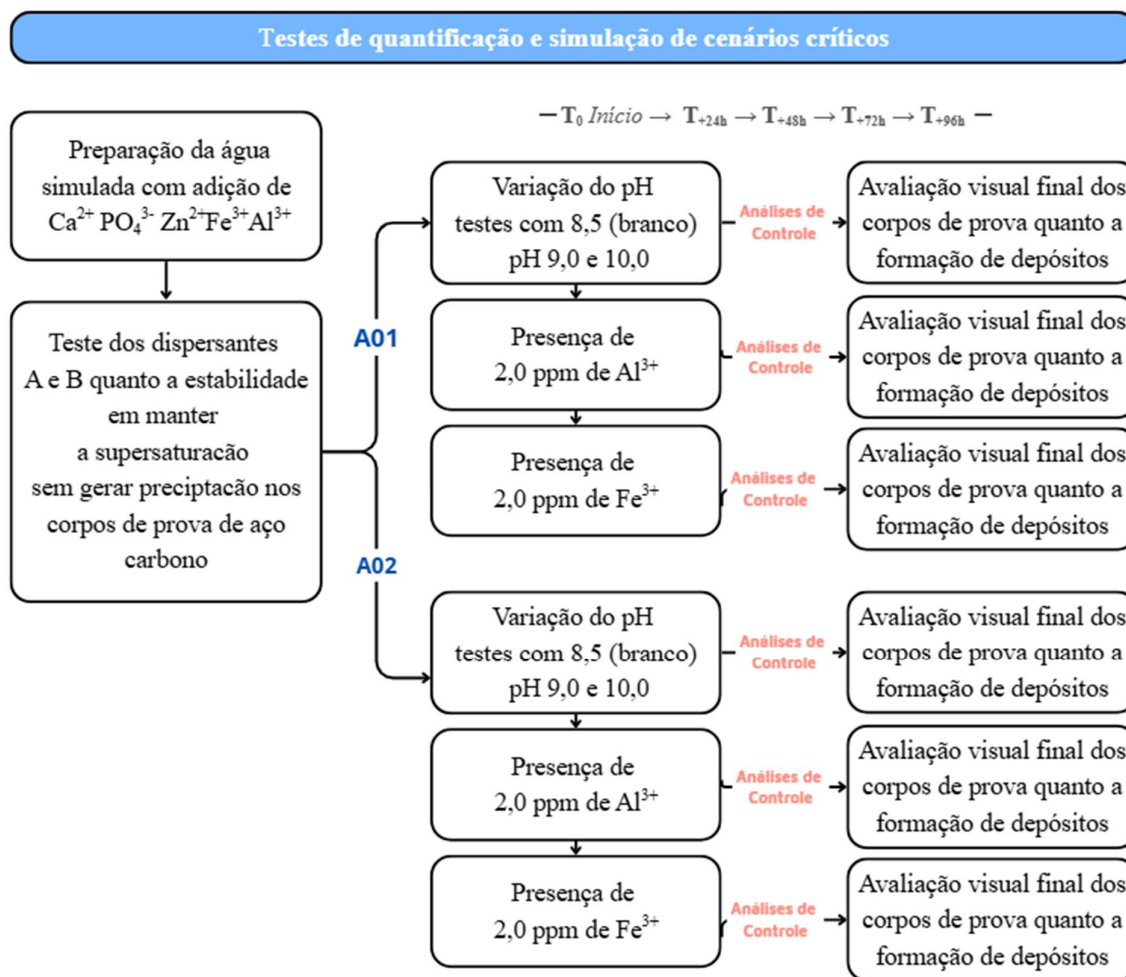 Testes de quantificação e simulação de cenários críticos
— T₀ Início → T₊₂₄ₕ → T₊₄₈ₕ → T₊₇₂ₕ → T₊₉₆ₕ —
Preparação da água
simulada com adição de
Ca²⁺ PO₄³⁻ Zn²⁺Fe³⁺Al³⁺
Teste dos dispersantes
A e B quanto a estabilidade
em manter
a supersaturacão
sem gerar preciptacão nos
corpos de prova de aço
carbono
A01
Variação do pH
testes com 8,5 (branco)
pH 9,0 e 10,0
Análises de
Controle
Avaliação visual final dos
corpos de prova quanto a
formação de depósitos
Presença de
2,0 ppm de Al³⁺
Análises de
Controle
Avaliação visual final dos
corpos de prova quanto a
formação de depósitos
Presença de
2,0 ppm de Fe³⁺
Análises de
Controle
Avaliação visual final dos
corpos de prova quanto a
formação de depósitos
A02
Variação do pH
testes com 8,5 (branco)
pH 9,0 e 10,0
Análises de
Controle
Avaliação visual final dos
corpos de prova quanto a
formação de depósitos
Presença de
2,0 ppm de Al³⁺
Análises de
Controle
Avaliação visual final dos
corpos de prova quanto a
formação de depósitos
Presença de
2,0 ppm de Fe³⁺
Análises de
Controle
Avaliação visual final dos
corpos de prova quanto a
formação de depósitos